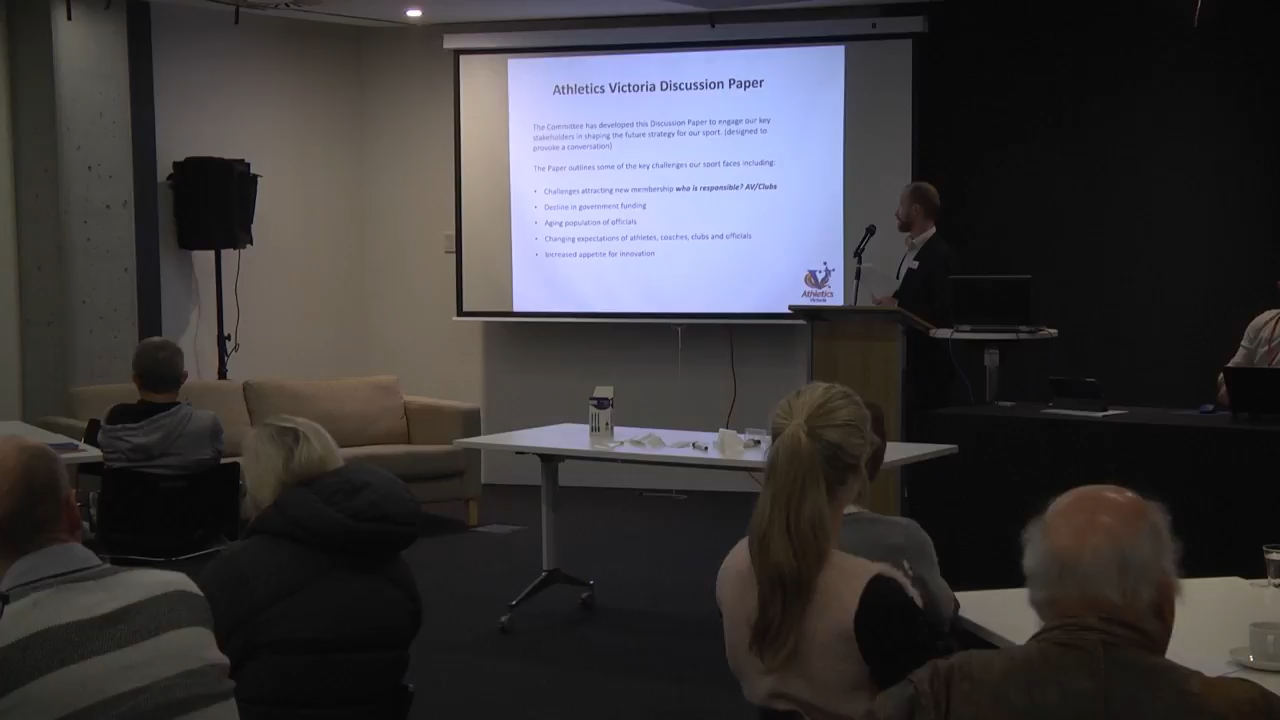 Athletics Victoria Discussion Paper
The Committee has developed this Discussion Paper to engage our key
stakeholders in shaping the future strategy for our sport. (designed to
provoke a conversation)
The Paper outlines some of the key challenges our sport faces including:
• Challenges attracting new membership who is responsible? AV/Clubs
• Decline in government funding
• Aging population of officials
• Changing expectations of athletes, coaches, clubs and officials
• Increased appetite for innovation
Athletics
Victoria